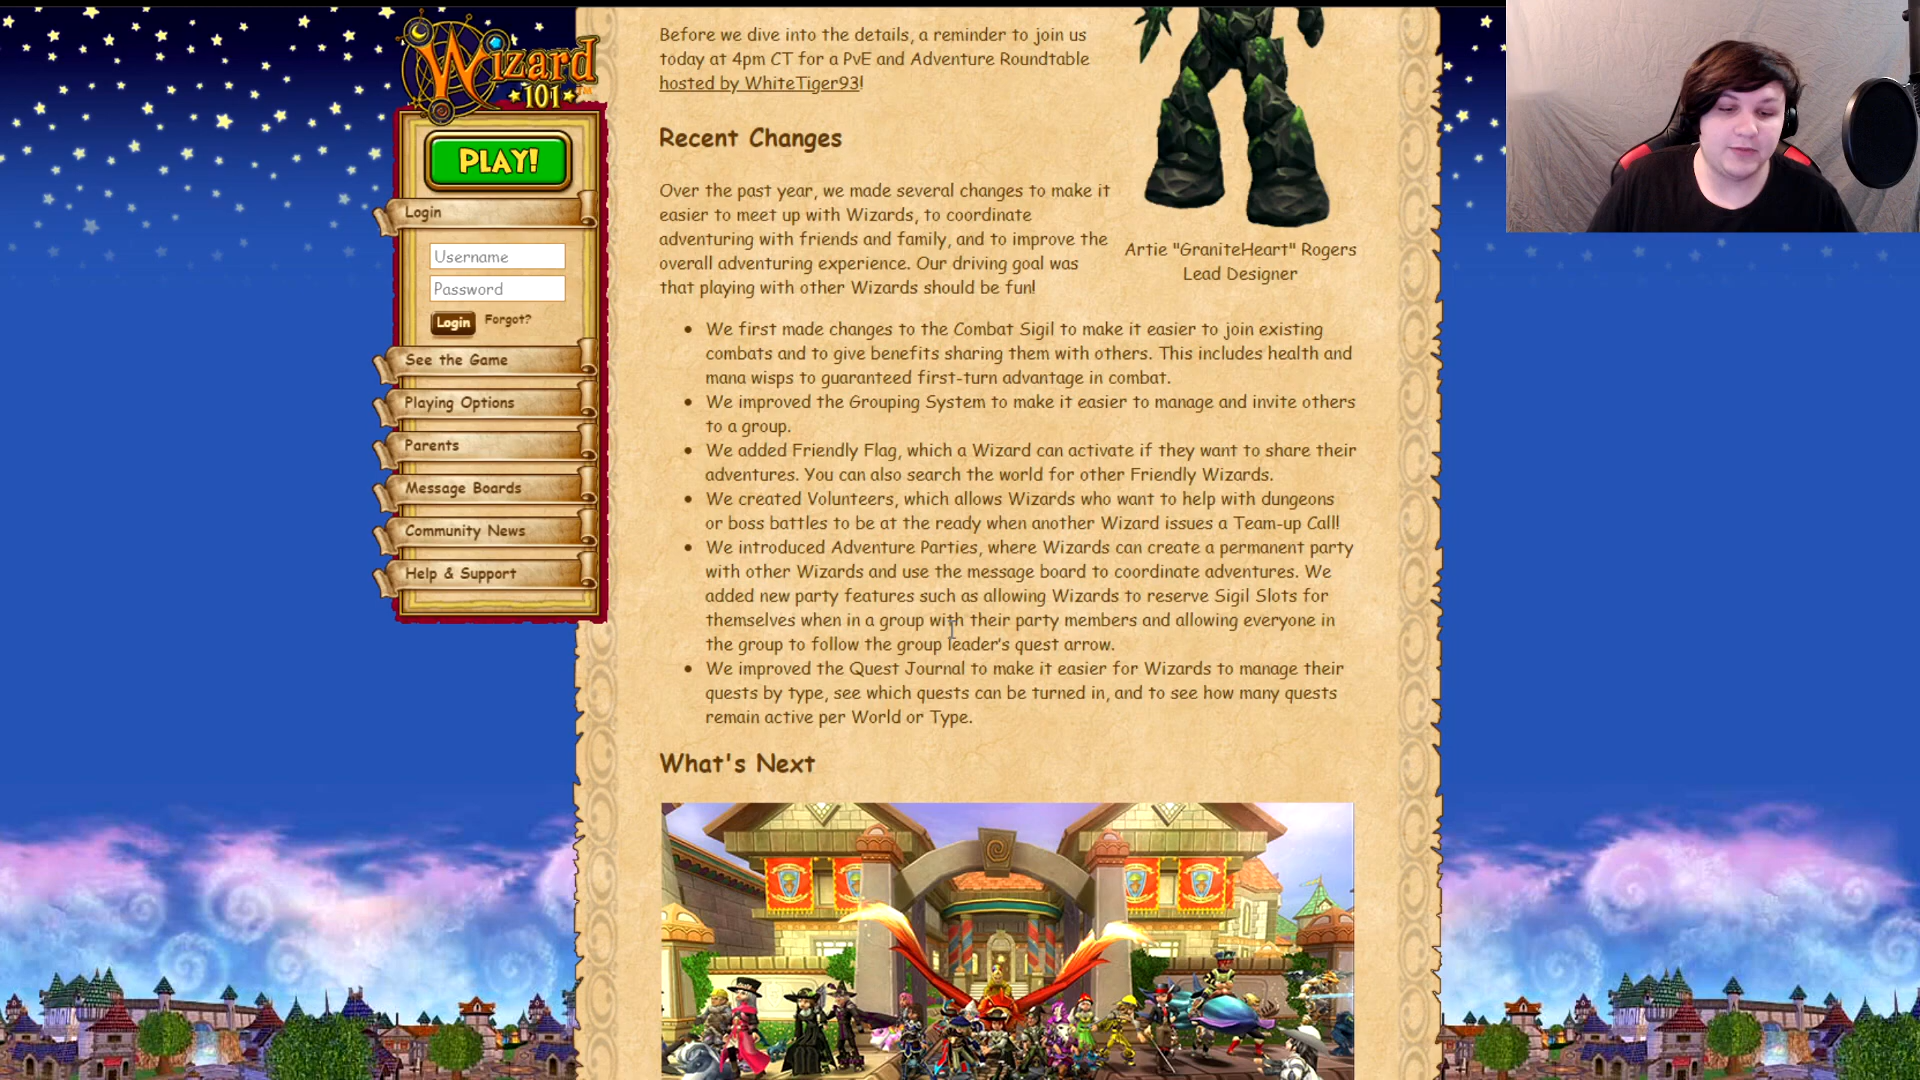 Wizard
101
PLAY!
Login
Username
Password
Login Forgot?
See the Game
Playing Options
Parents
Message Boards
Community News
Help & Support
Before we dive into the details, a reminder to join us
today at 4pm CT for a PvE and Adventure Roundtable
hosted by WhiteTiger93!
Recent Changes
Over the past year, we made several changes to make it
easier to meet up with Wizards, to coordinate
adventuring with friends and family, and to improve the
overall adventuring experience. Our driving goal was
that playing with other Wizards should be fun!
Artie "GraniteHeart" Rogers
Lead Designer
• We first made changes to the Combat Sigil to make it easier to join existing
combats and to give benefits sharing them with others. This includes health and
mana wisps to guaranteed first-turn advantage in combat.
• We improved the Grouping System to make it easier to manage and invite others
to a group.
• We added Friendly Flag, which a Wizard can activate if they want to share their
adventures. You can also search the world for other Friendly Wizards.
• We created Volunteers, which allows Wizards who want to help with dungeons
or boss battles to be at the ready when another Wizard issues a Team-up Call!
• We introduced Adventure Parties, where Wizards can create a permanent party
with other Wizards and use the message board to coordinate adventures. We
added new party features such as allowing Wizards to reserve Sigil Slots for
themselves when in a group with their party members and allowing everyone in
the group to follow the group leader's quest arrow.
• We improved the Quest Journal to make it easier for Wizards to manage their
quests by type, see which quests can be turned in, and to see how many quests
remain active per World or Type.
What's Next